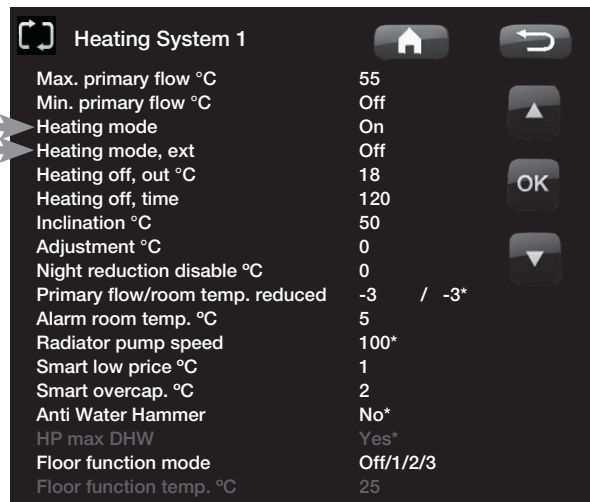 Heating System 1
Max. primary flow °C 55
Min. primary flow °C Off
Heating mode On
Heating mode, ext Off
Heating off, out °C 18
Heating off, time 120
Inclination °C 50
Adjustment °C 0
Night reduction disable ºC 0
Primary flow/room temp. reduced -3 / -3*
Alarm room temp. ºC 5
Radiator pump speed 100*
Smart low price ºC 1
Smart overcap. ºC 2
Anti Water Hammer No*
HP max DHW Yes*
Floor function mode Off/1/2/3
Floor function temp. ºC 25
OK